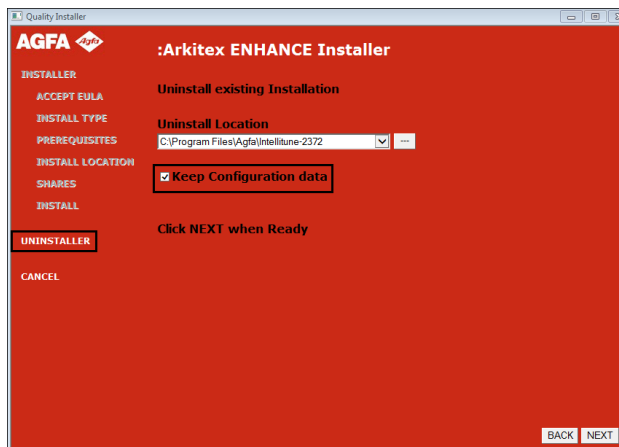 Quality Installer
AGFA Agfa
:Arkitex ENHANCE Installer
INSTALLER
ACCEPT EULA
INSTALL TYPE
PREREQUISITES
INSTALL LOCATION
SHARES
INSTALL
UNINSTALLER
CANCEL
Uninstall existing Installation
Uninstall Location
C:\Program Files\Agfa\Intellitune-2372
...
Keep Configuration data
Click NEXT when Ready
BACK NEXT